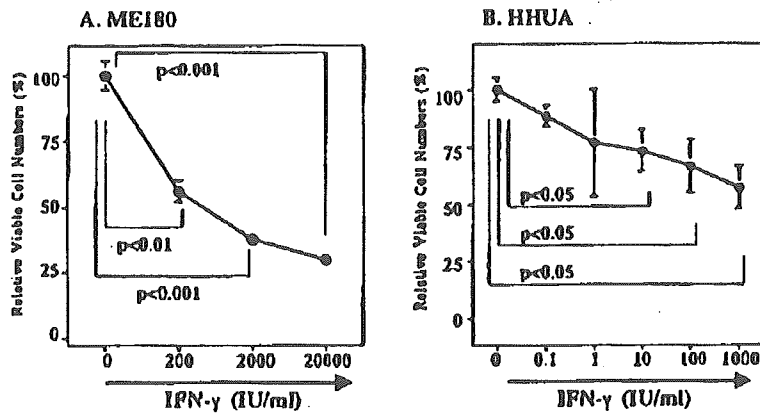 A. ME180
Relative Viable Cell Numbers (%)
100
75
50
25
0
p<0.001
p<0.01
p<0.001
0
200
2000
20000
IFN-γ (IU/ml)
B. HHUA
Relative Viable Cell Numbers (%)
100
75
50
25
0
p<0.05
p<0.05
p<0.05
0
0.1
1
10
100
1000
IFN-γ (IU/ml)